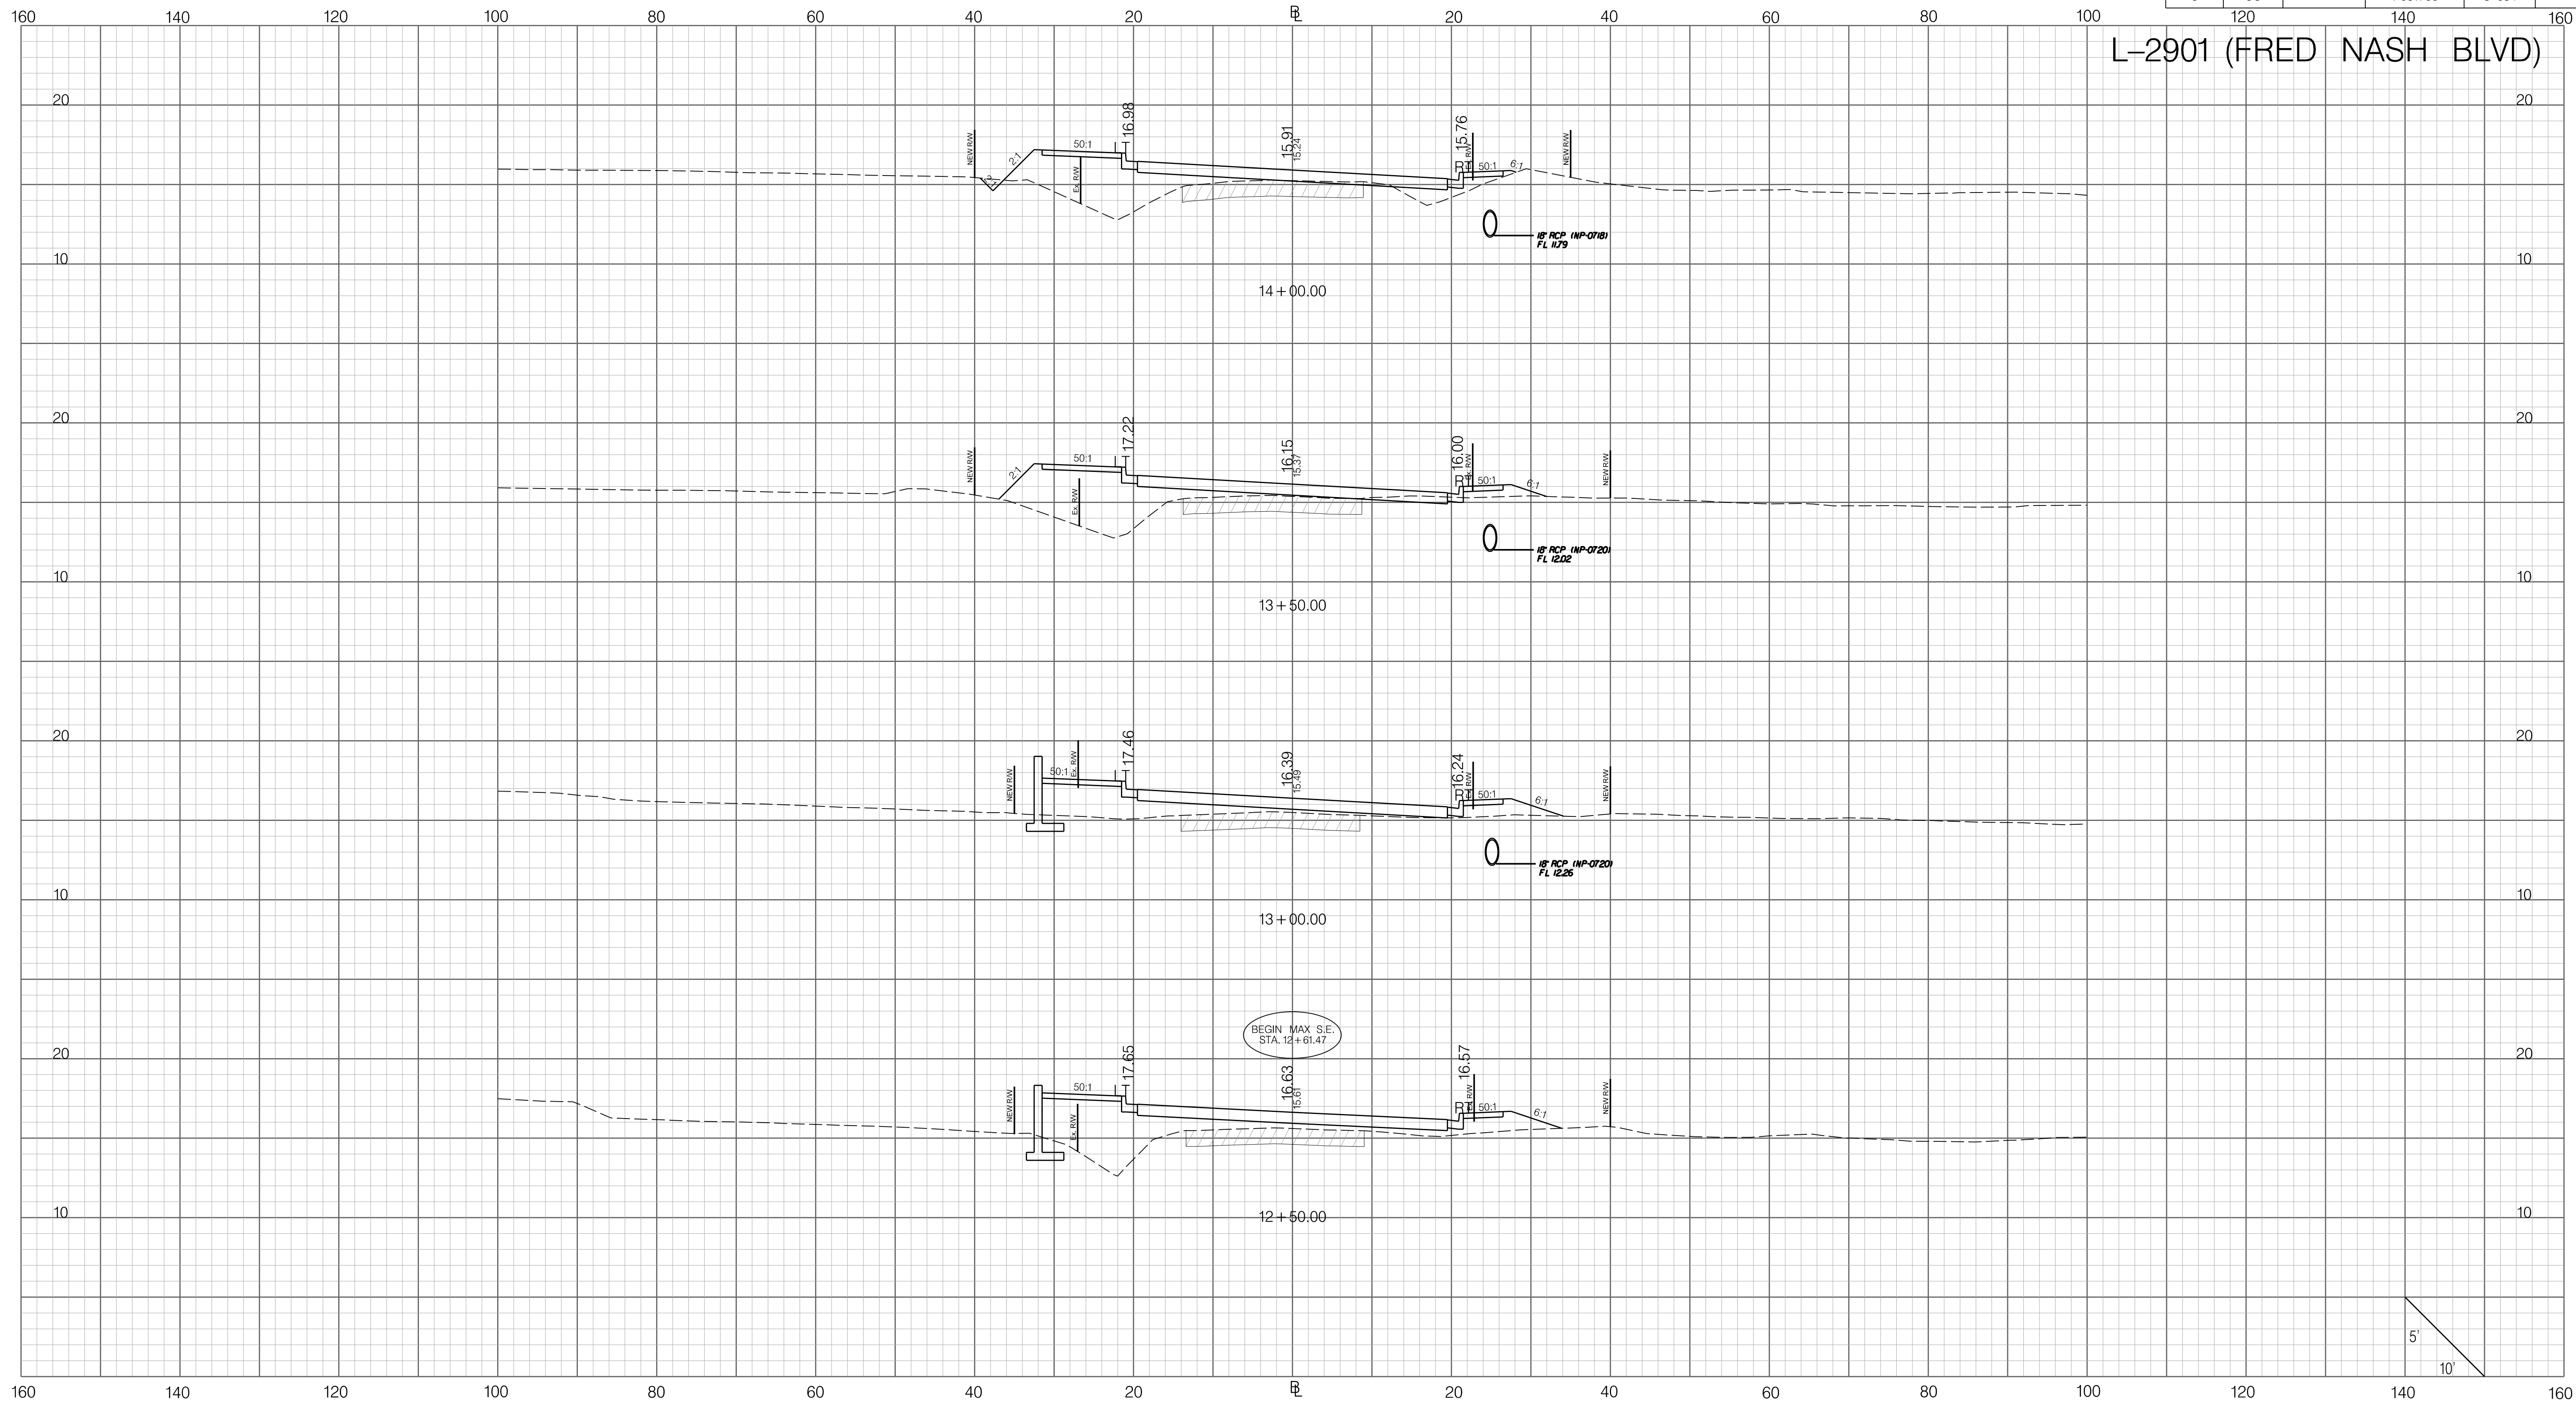 160 140 120 100 80 60 40 20 BL 20 40 60 80 100 120 140 160
L-2901 (FRED NASH BLVD)
20 20
NEW R/W 2:1 50:1 Ex. R/W 16.98 15.91 15.24 15.76 RT 50:1 6:1 NEW R/W
18" RCP (NP-0718)
FL 11.79
10 10
14+00.00
20 20
NEW R/W 2:1 50:1 Ex. R/W 17.22 16.15 15.37 16.00 Ex. R/W RT 50:1 6:1 NEW R/W
18" RCP (NP-0720)
FL 12.02
10 10
13+50.00
20 20
NEW R/W 50:1 Ex. R/W 17.46 16.39 15.49 16.24 RT 50:1 6:1 NEW R/W
18" RCP (NP-0720)
FL 12.26
10 10
13+00.00
BEGIN MAX S.E.
STA. 12+61.47
20 20
NEW R/W 50:1 Ex. R/W 17.65 16.63 15.61 16.57 Ex. R/W RT 50:1 6:1 NEW R/W
10 10
12+50.00
5'
10'
160 140 120 100 80 60 40 20 BL 20 40 60 80 100 120 140 160